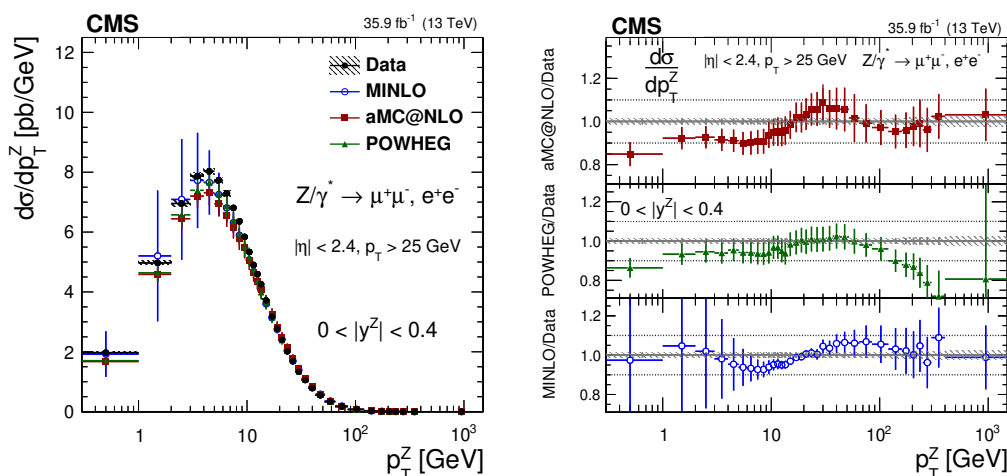 CMS 35.9 fb⁻¹ (13 TeV)
dσ/dp_T^Z [pb/GeV]
12
10
8
6
4
2
0
Data
MINLO
aMC@NLO
POWHEG
Z/γ* → μ⁺μ⁻, e⁺e⁻
|η| < 2.4, p_T > 25 GeV
0 < |y^Z| < 0.4
1 10 10² 10³
p_T^Z [GeV]
CMS 35.9 fb⁻¹ (13 TeV)
dσ/dp_T^Z |η| < 2.4, p_T > 25 GeV Z/γ* → μ⁺μ⁻, e⁺e⁻
aMC@NLO/Data
1.2
1.0
0.8
0 < |y^Z| < 0.4
POWHEG/Data
1.2
1.0
0.8
MINLO/Data
1.2
1.0
0.8
1 10 10² 10³
p_T^Z [GeV]